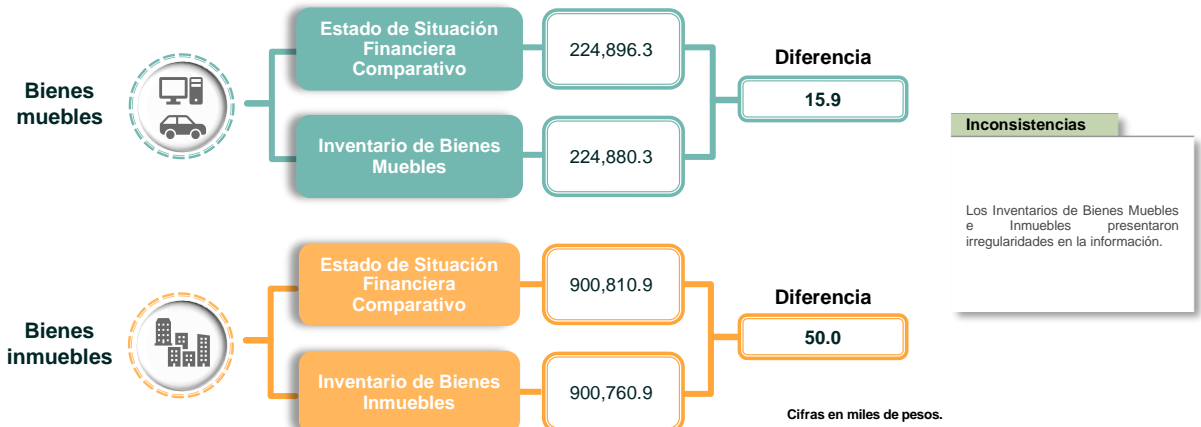 Bienes
muebles
Estado de Situación
Financiera
Comparativo
224,896.3
Inventario de Bienes
Muebles
224,880.3
Diferencia
15.9
Inconsistencias
Los Inventarios de Bienes Muebles
e Inmuebles presentaron
irregularidades en la información.
Bienes
inmuebles
Estado de Situación
Financiera
Comparativo
900,810.9
Inventario de Bienes
Inmuebles
900,760.9
Diferencia
50.0
Cifras en miles de pesos.